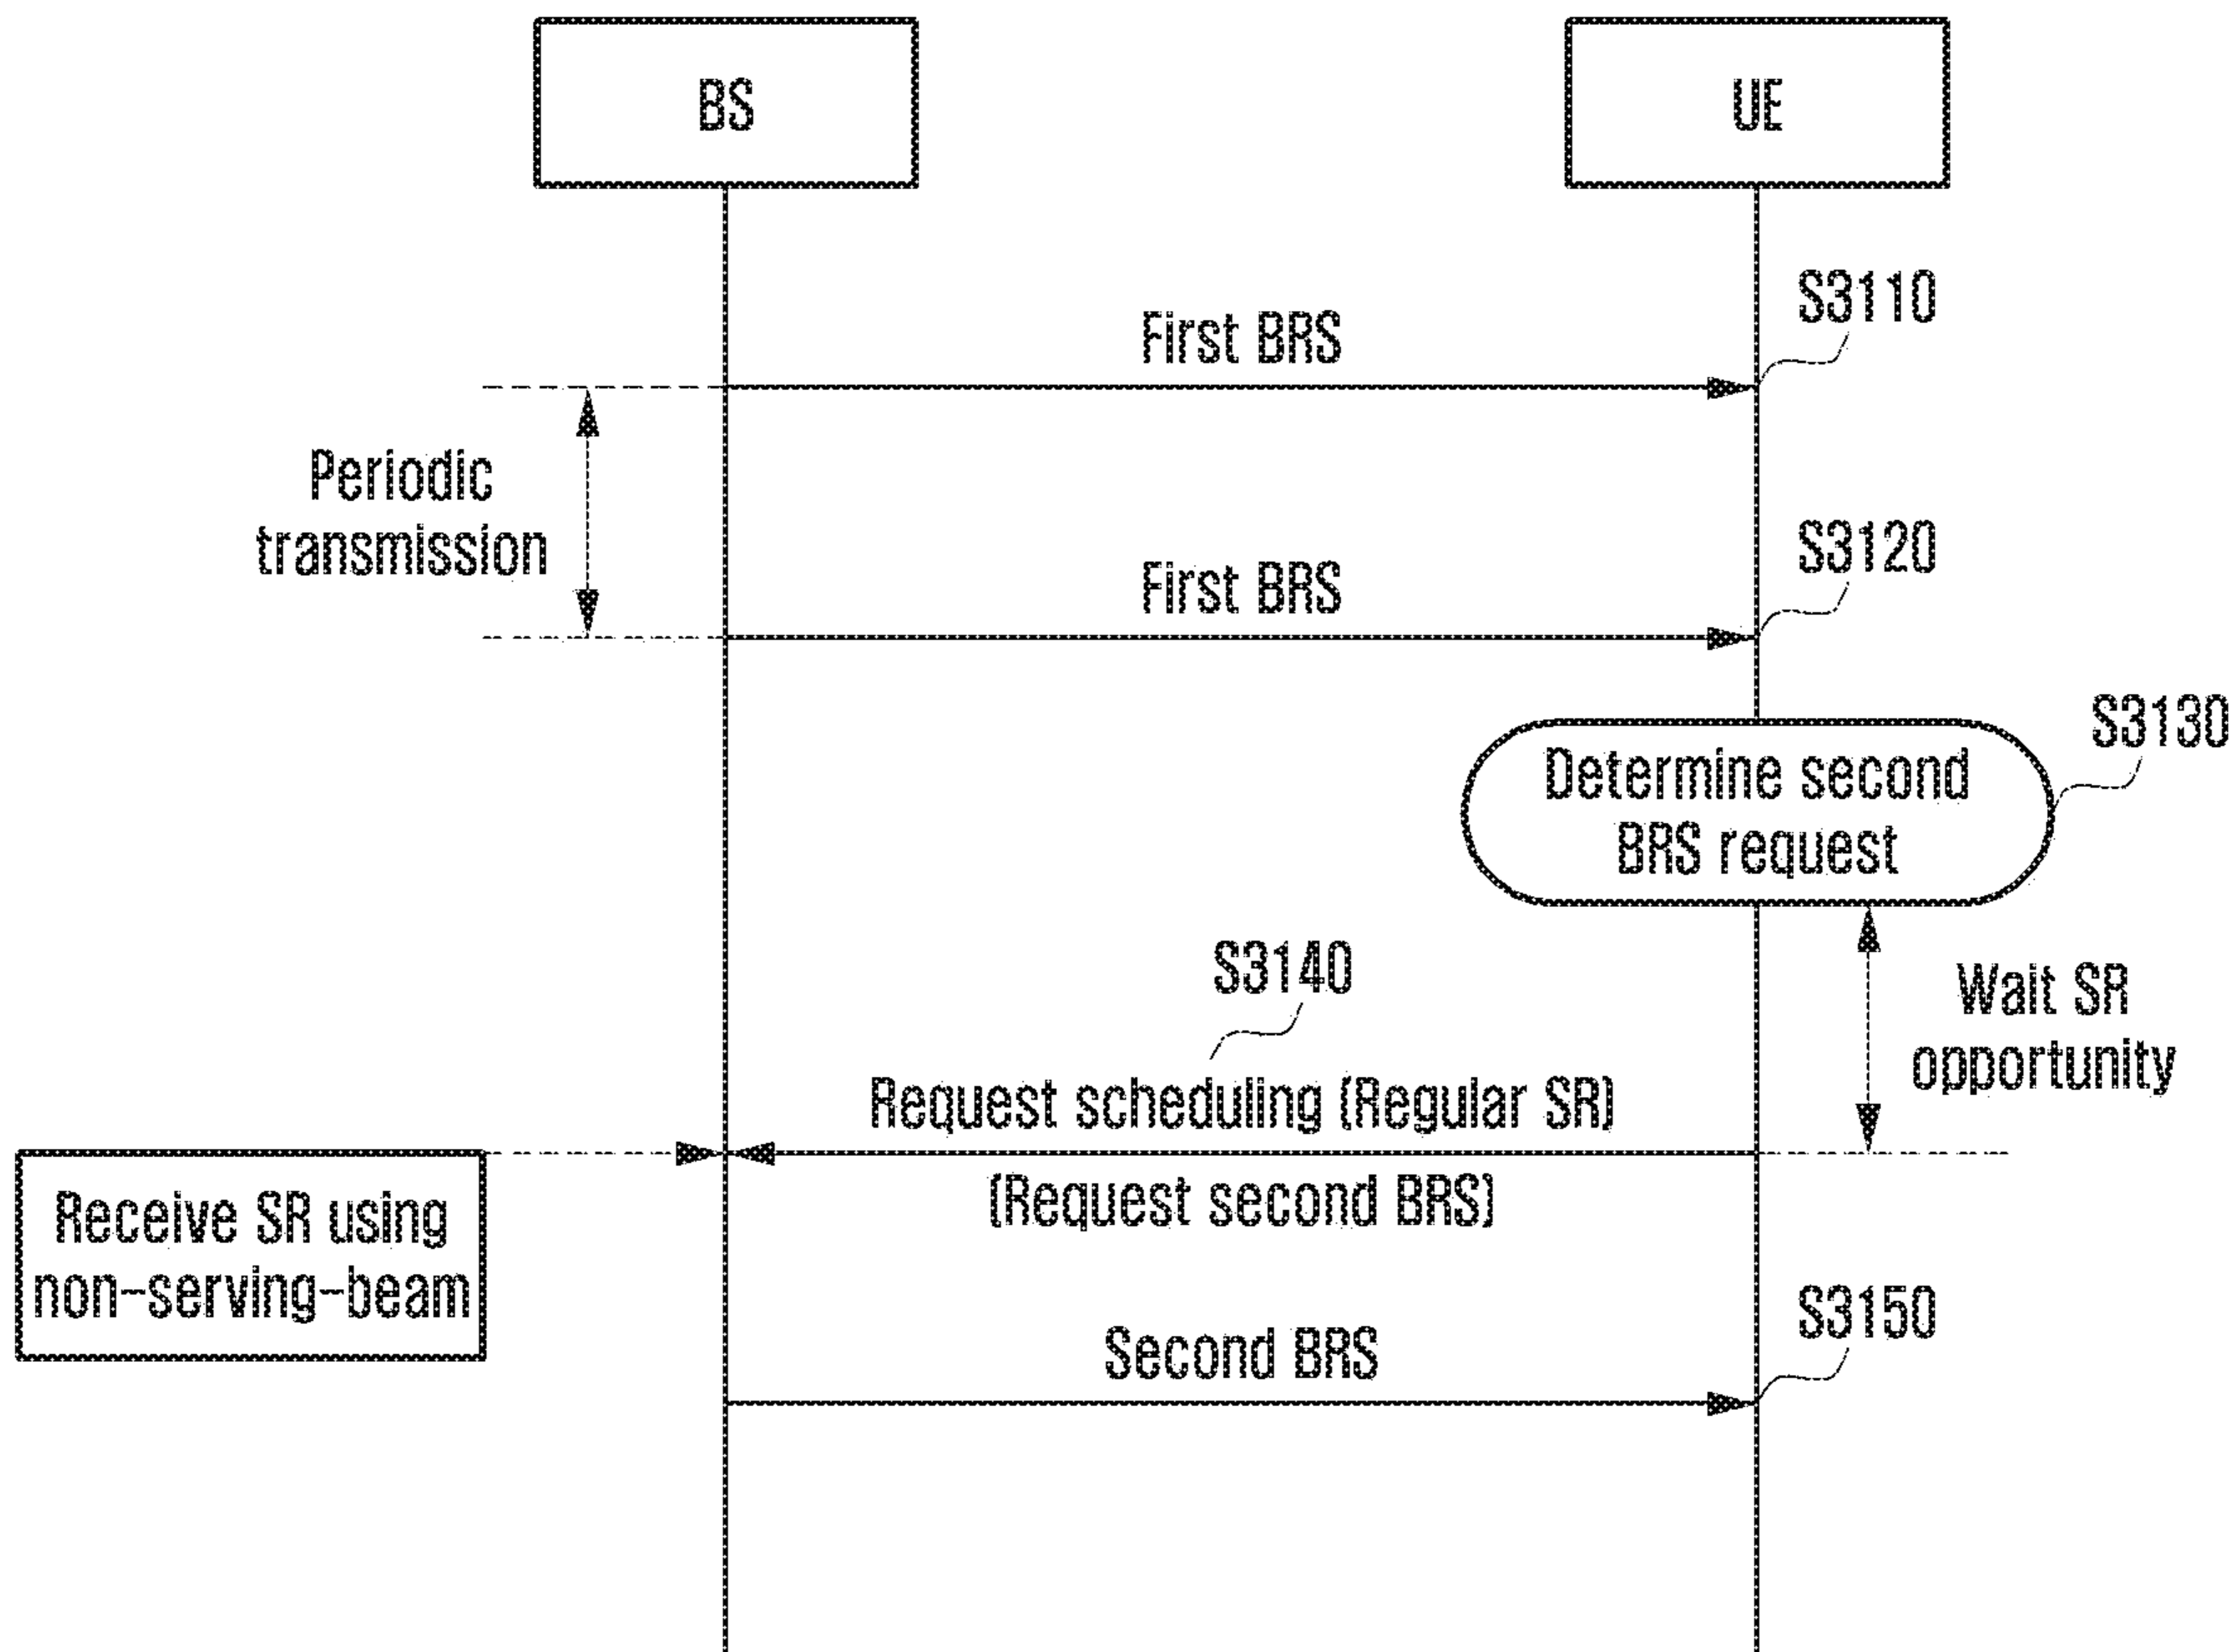 BS
UE
S3110
First BRS
Periodic
transmission
S3120
First BRS
S3130
Determine second
BRS request
S3140
Wait SR
opportunity
Request scheduling (Regular SR)
(Request second BRS)
Receive SR using
non-serving-beam
S3150
Second BRS